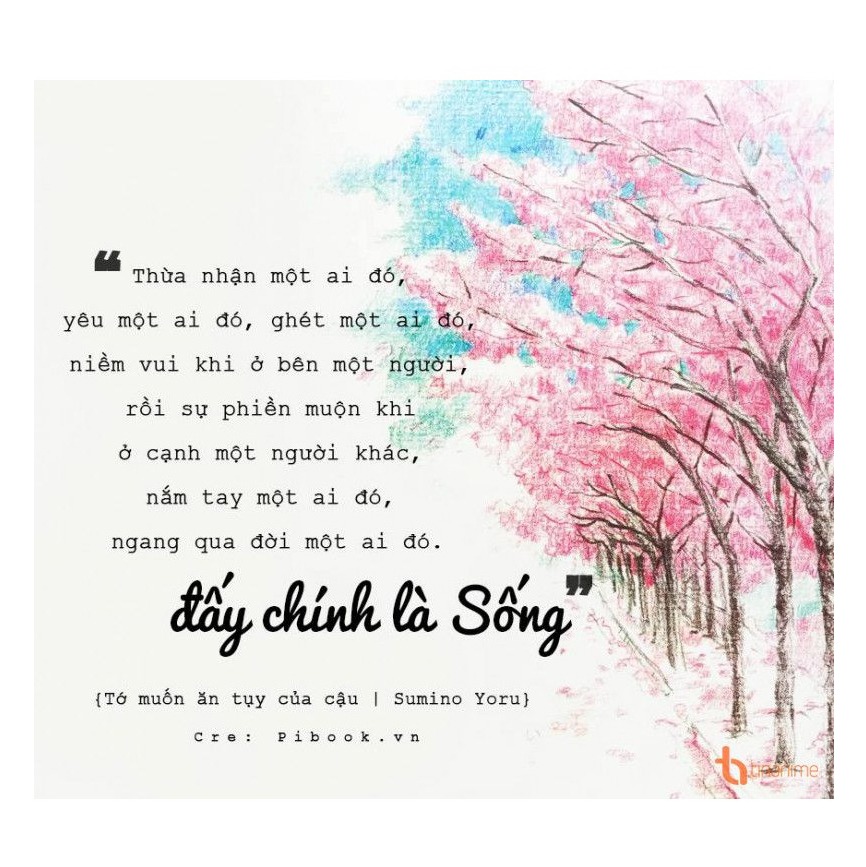 ❝ Thừa nhận một ai đó,
yêu một ai đó, ghét một ai đó,
niềm vui khi ở bên một người,
rồi sự phiền muộn khi
ở cạnh một người khác,
nắm tay một ai đó,
ngang qua đời một ai đó.
đấy chính là Sống ❞
{Tớ muốn ăn tụy của cậu | Sumino Yoru}
Cre: Pibook.vn
tinanime